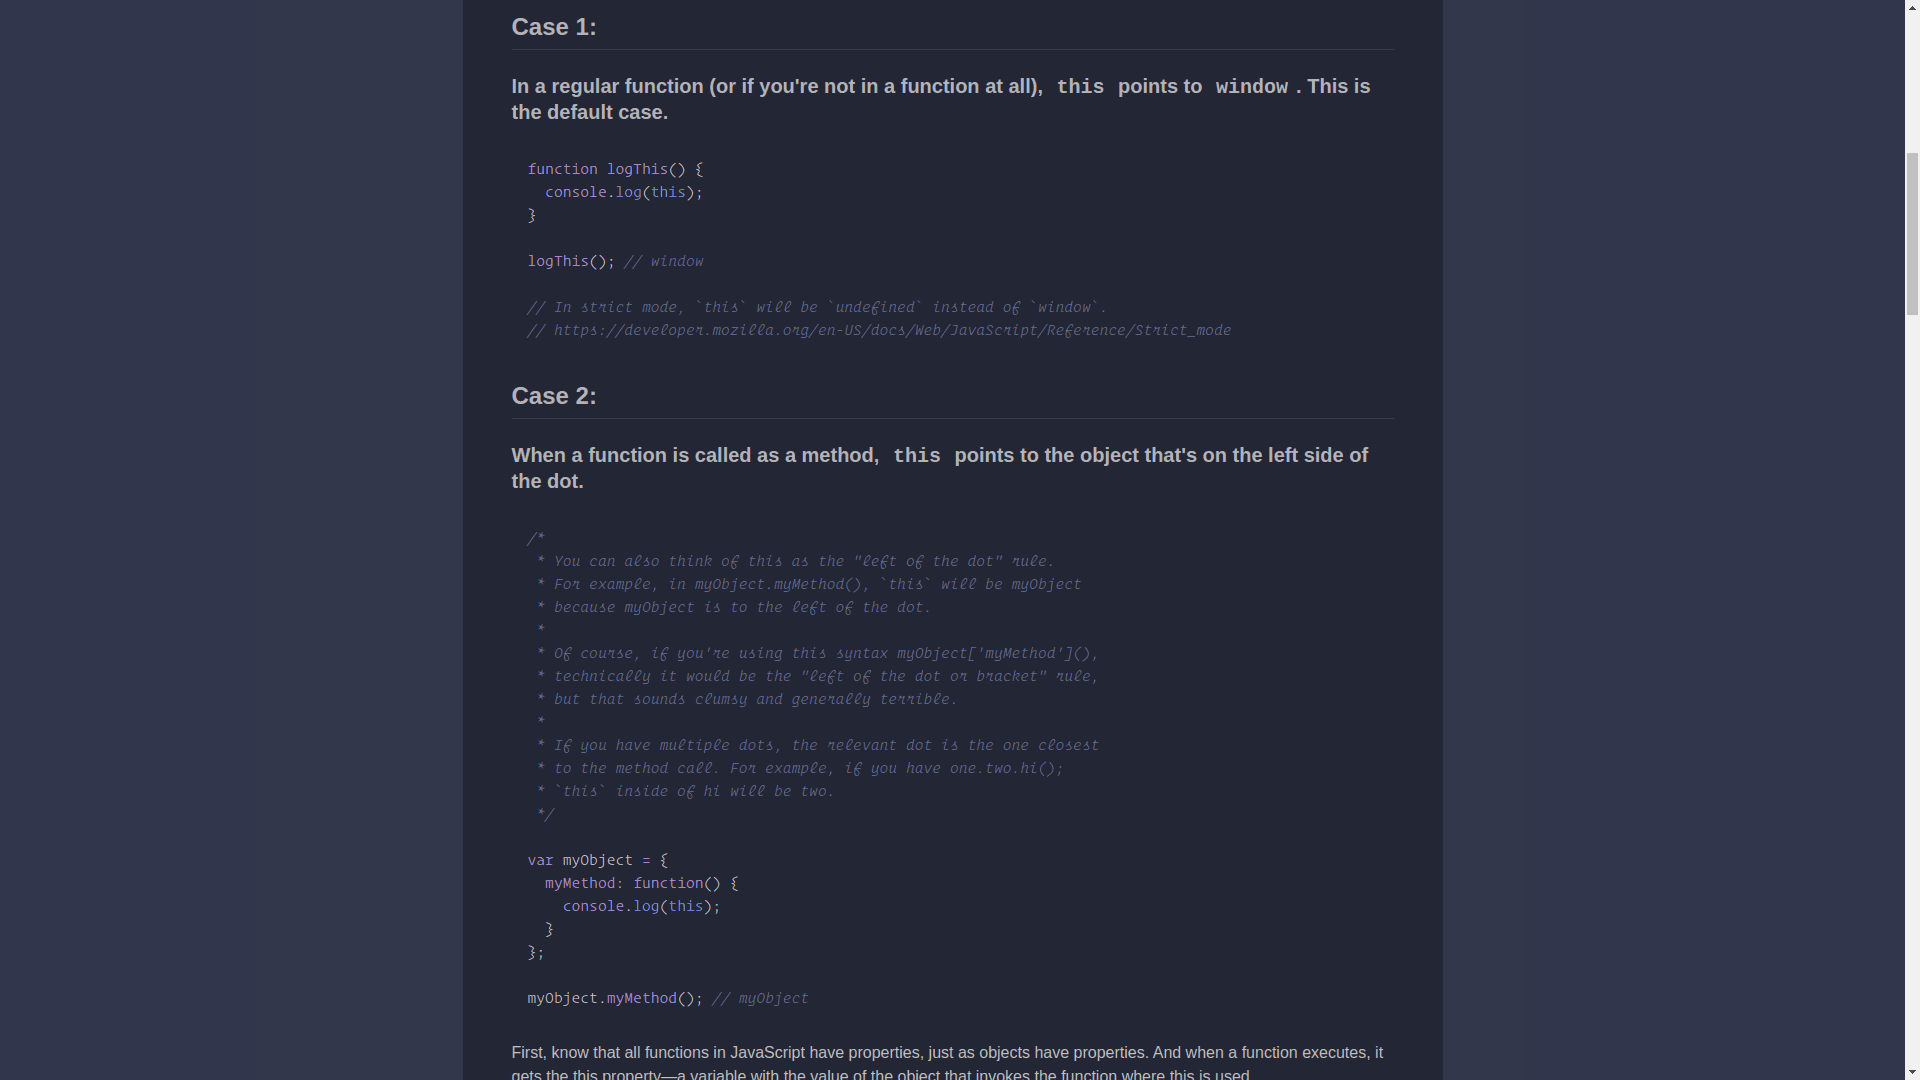 Case 1:
In a regular function (or if you're not in a function at all), this points to window . This is
the default case.
function logThis() {
  console.log(this);
}
logThis(); // window
// In strict mode, `this` will be `undefined` instead of `window`.
// https://developer.mozilla.org/en-US/docs/Web/JavaScript/Reference/Strict_mode
Case 2:
When a function is called as a method, this points to the object that's on the left side of
the dot.
/*
 * You can also think of this as the "left of the dot" rule.
 * For example, in myObject.myMethod(), `this` will be myObject
 * because myObject is to the left of the dot.
 *
 * Of course, if you're using this syntax myObject['myMethod'](),
 * technically it would be the "left of the dot or bracket" rule,
 * but that sounds clumsy and generally terrible.
 *
 * If you have multiple dots, the relevant dot is the one closest
 * to the method call. For example, if you have one.two.hi();
 * `this` inside of hi will be two.
 */
var myObject = {
  myMethod: function() {
    console.log(this);
  }
};
myObject.myMethod(); // myObject
First, know that all functions in JavaScript have properties, just as objects have properties. And when a function executes, it
gets the this property—a variable with the value of the object that invokes the function where this is used.